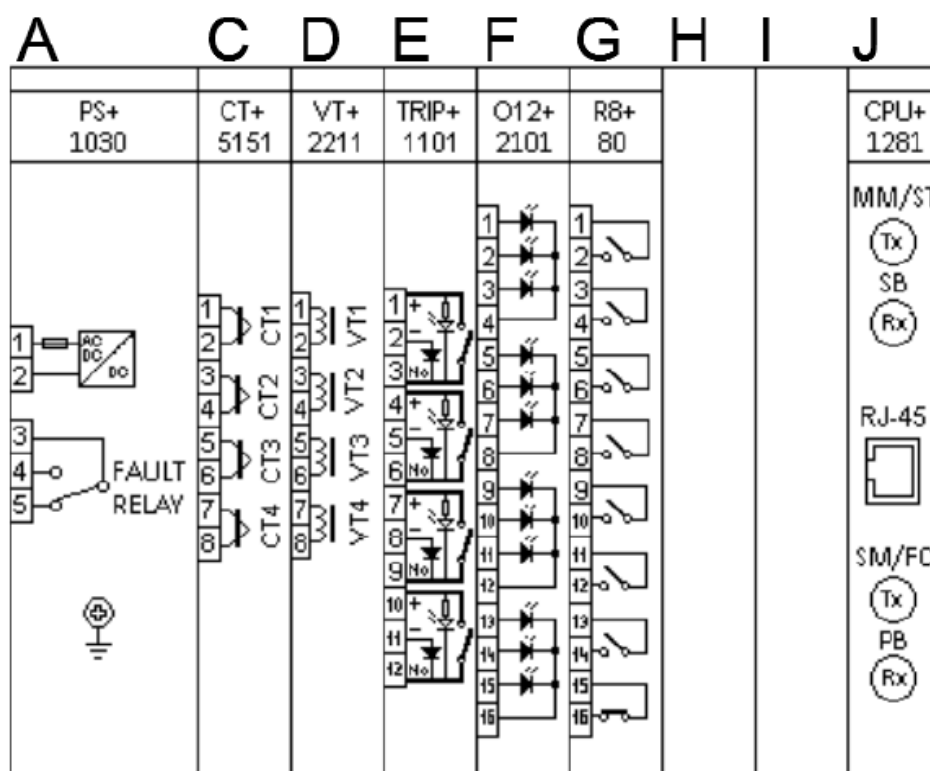 A C D E F G H I J
PS+ CT+ VT+ TRIP+ O12+ R8+ CPU+
1030 5151 2211 1101 2101 80 1281
1
2
AC
DC
DC
3
4
5
FAULT
RELAY
1
2
CT1
3
4
CT2
5
6
CT3
7
8
CT4
1
2
VT1
3
4
VT2
5
6
VT3
7
8
VT4
1 +
2 -
3 No
4 +
5 -
6 No
7 +
8 -
9 No
10 +
11 -
12 No
1
2
3
4
5
6
7
8
9
10
11
12
13
14
15
16
1
2
3
4
5
6
7
8
9
10
11
12
13
14
15
16
MM/ST
Tx
SB
Rx
RJ-45
SM/FC
Tx
PB
Rx